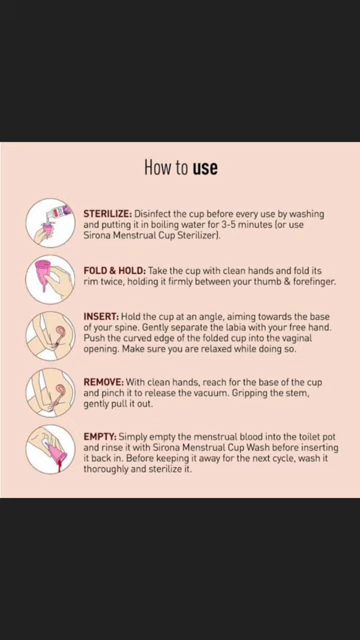 How to use
STERILIZE: Disinfect the cup before every use by washing
and putting it in boiling water for 3-5 minutes (or use
Sirona Menstrual Cup Sterilizer).
FOLD & HOLD: Take the cup with clean hands and fold its
rim twice, holding it firmly between your thumb & forefinger.
INSERT: Hold the cup at an angle, aiming towards the base
of your spine. Gently separate the labia with your free hand.
Push the curved edge of the folded cup into the vaginal
opening. Make sure you are relaxed while doing so.
REMOVE: With clean hands, reach for the base of the cup
and pinch it to release the vacuum. Gripping the stem,
gently pull it out.
EMPTY: Simply empty the menstrual blood into the toilet pot
and rinse it with Sirona Menstrual Cup Wash before inserting
it back in. Before keeping it away for the next cycle, wash it
thoroughly and sterilize it.